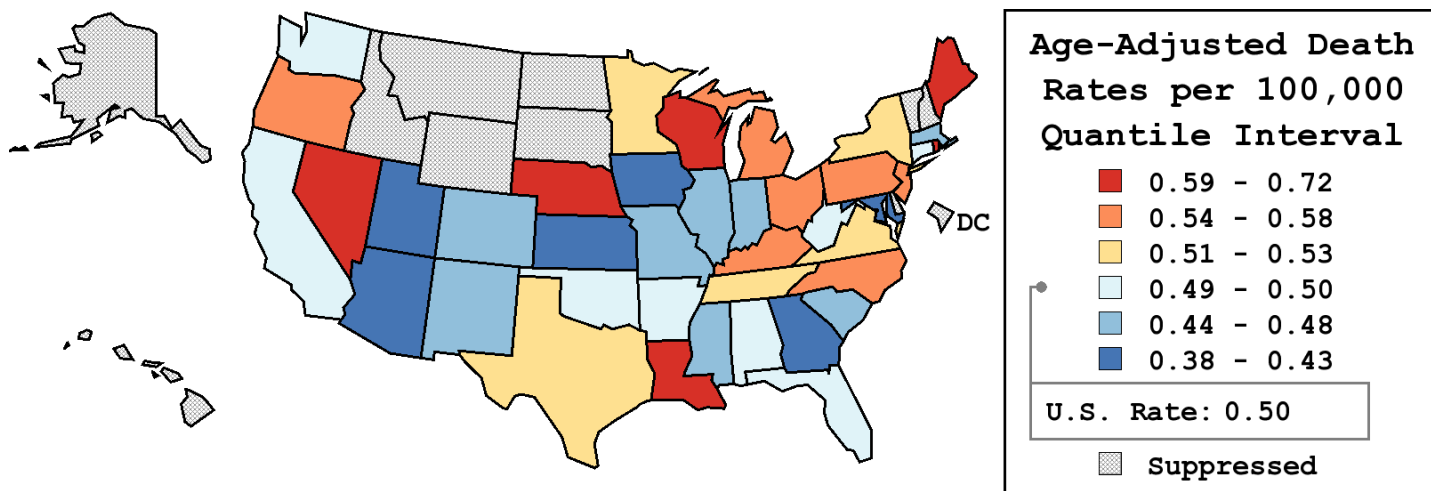 Age-Adjusted Death
Rates per 100,000
Quantile Interval
0.59 - 0.72
0.54 - 0.58
0.51 - 0.53
0.49 - 0.50
0.44 - 0.48
0.38 - 0.43
U.S. Rate: 0.50
Suppressed
DC